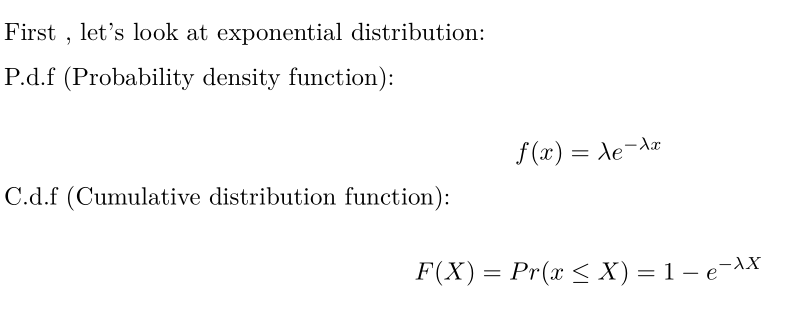 First , let's look at exponential distribution:
P.d.f (Probability density function):
f(x) = λe^{−λx}
C.d.f (Cumulative distribution function):
F(X) = Pr(x ≤ X) = 1 − e^{−λX}